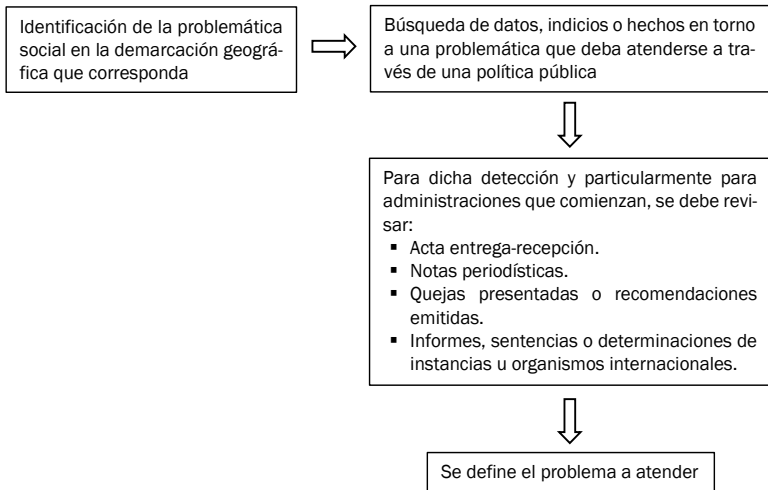 Identificación de la problemática
social en la demarcación geográ-
fica que corresponda
Búsqueda de datos, indicios o hechos en torno
a una problemática que deba atenderse a tra-
vés de una política pública
Para dicha detección y particularmente para
administraciones que comienzan, se debe revi-
sar:
▪ Acta entrega-recepción.
▪ Notas periodísticas.
▪ Quejas presentadas o recomendaciones
emitidas.
▪ Informes, sentencias o determinaciones de
instancias u organismos internacionales.
Se define el problema a atender